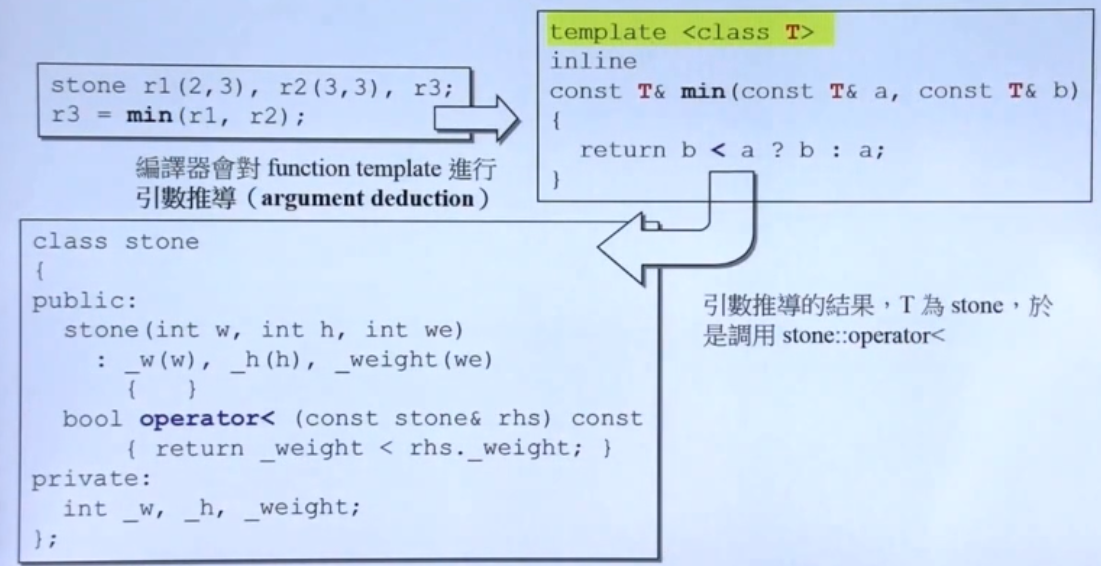 stone r1(2,3), r2(3,3), r3;
r3 = min(r1, r2);
編譯器會對 function template 進行
引數推導（argument deduction）
template <class T>
inline
const T& min(const T& a, const T& b)
{
  return b < a ? b : a;
}
class stone
{
public:
  stone(int w, int h, int we)
    : _w(w), _h(h), _weight(we)
      {   }
  bool operator< (const stone& rhs) const
      { return _weight < rhs._weight; }
private:
  int _w, _h, _weight;
};
引數推導的結果，T 為 stone，於
是調用 stone::operator<